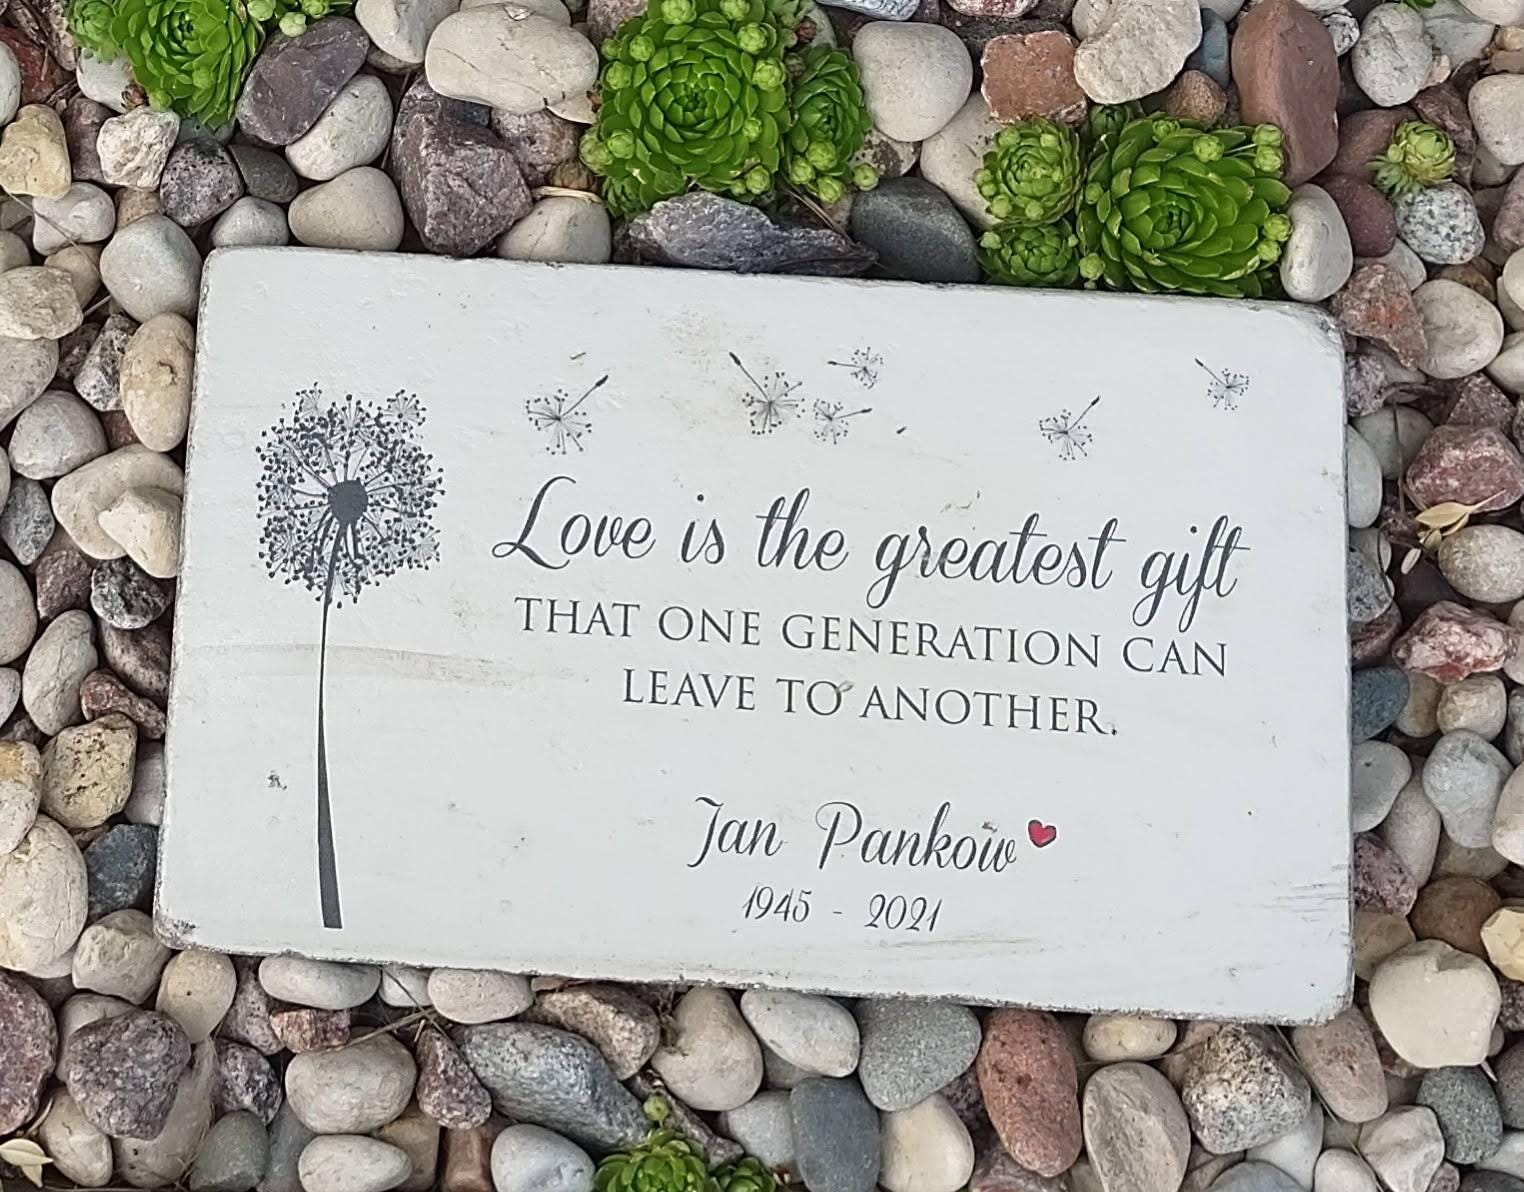 Love is the greatest gift
THAT ONE GENERATION CAN
LEAVE TO ANOTHER.
Jan Pankow
1945 - 2021